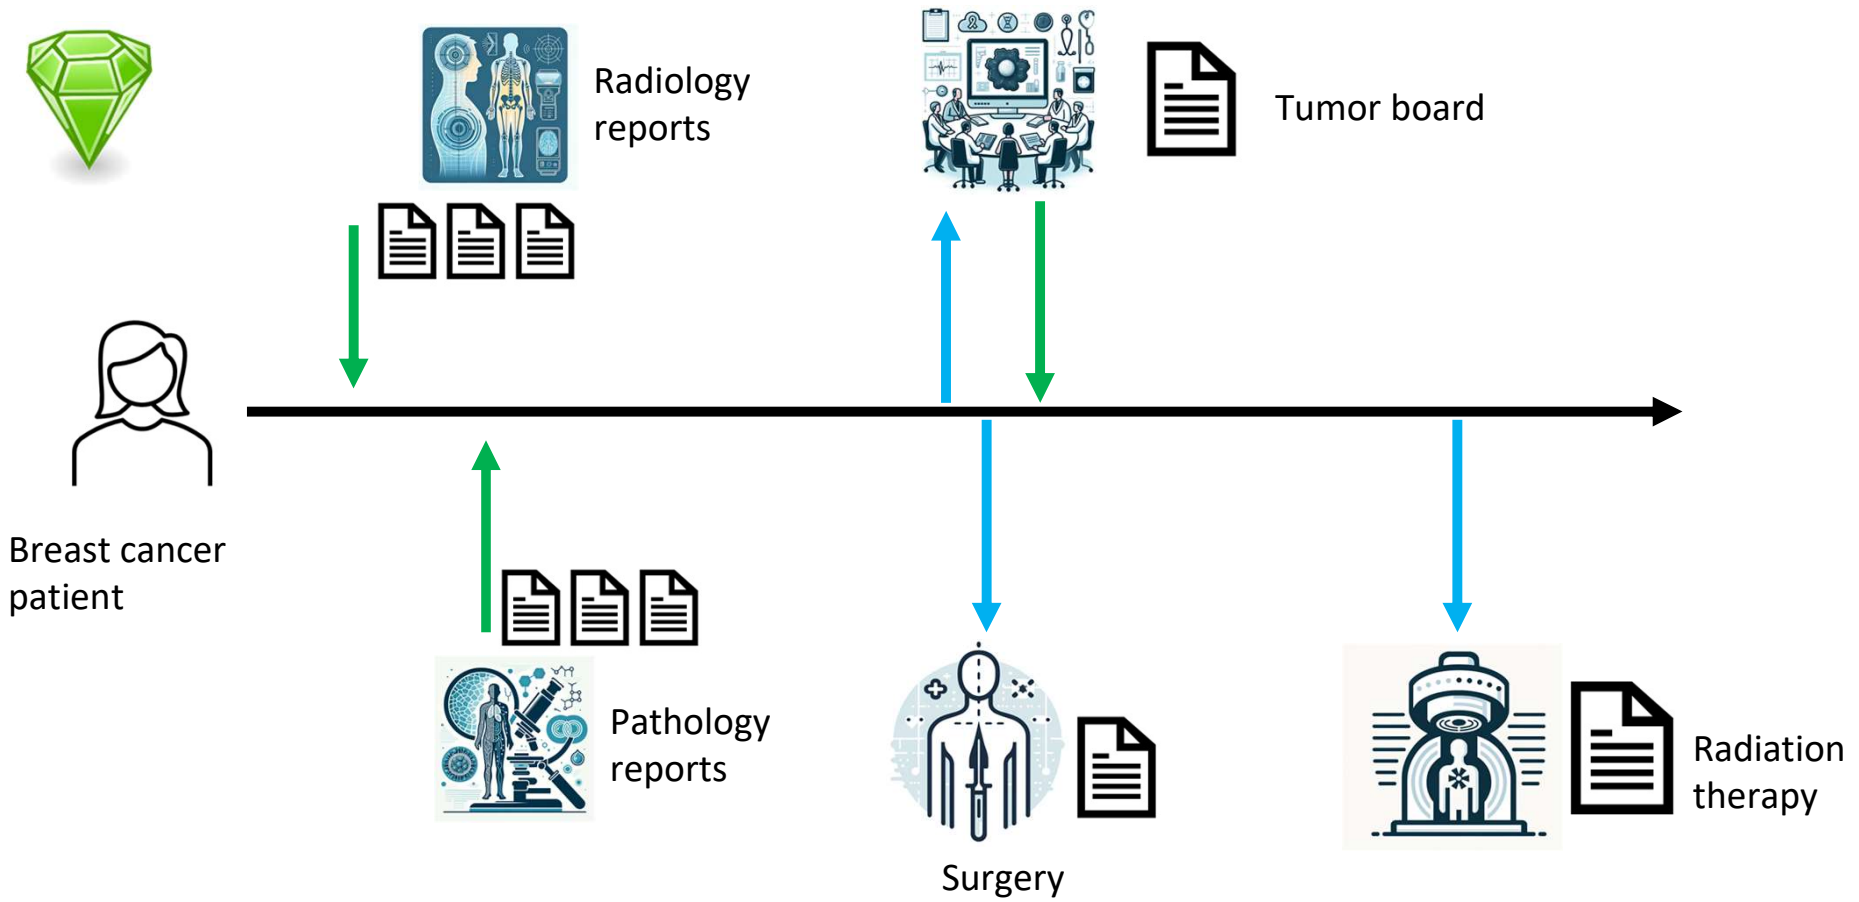 Radiology
reports
Tumor board
Breast cancer
patient
Pathology
reports
Surgery
Radiation
therapy